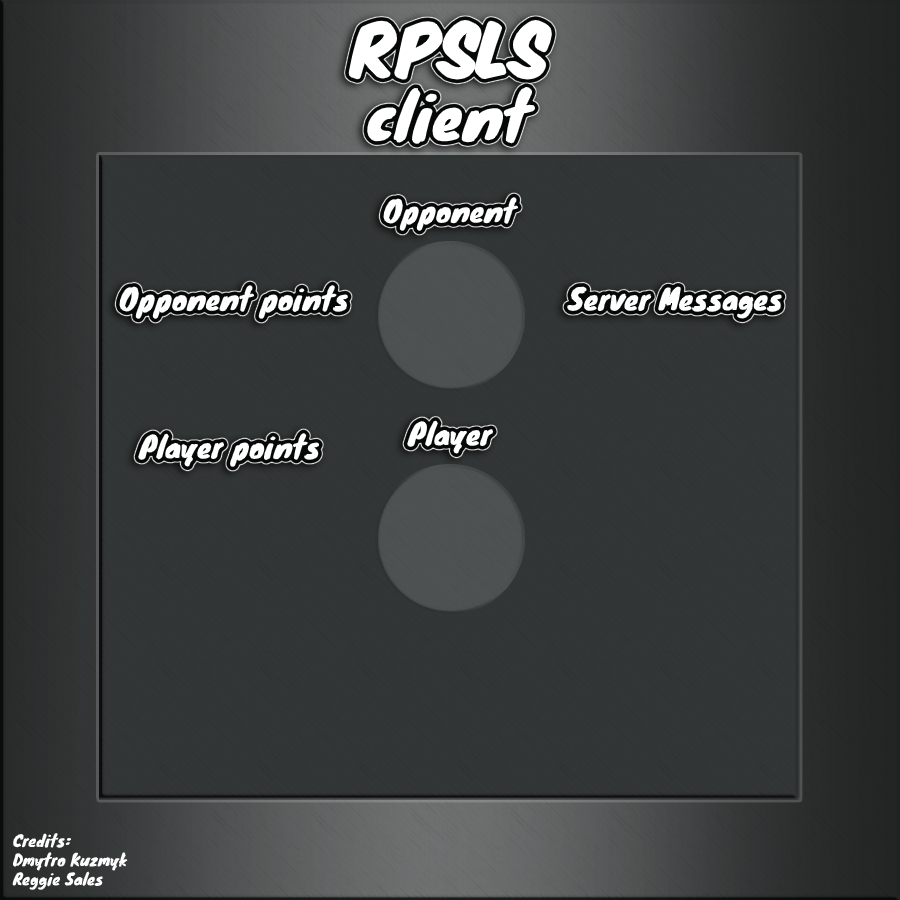 RPSLS
client
Opponent
Opponent points
Server Messages
Player
Player points
Credits:
Dmytro Kuzmyk
Reggie Sales